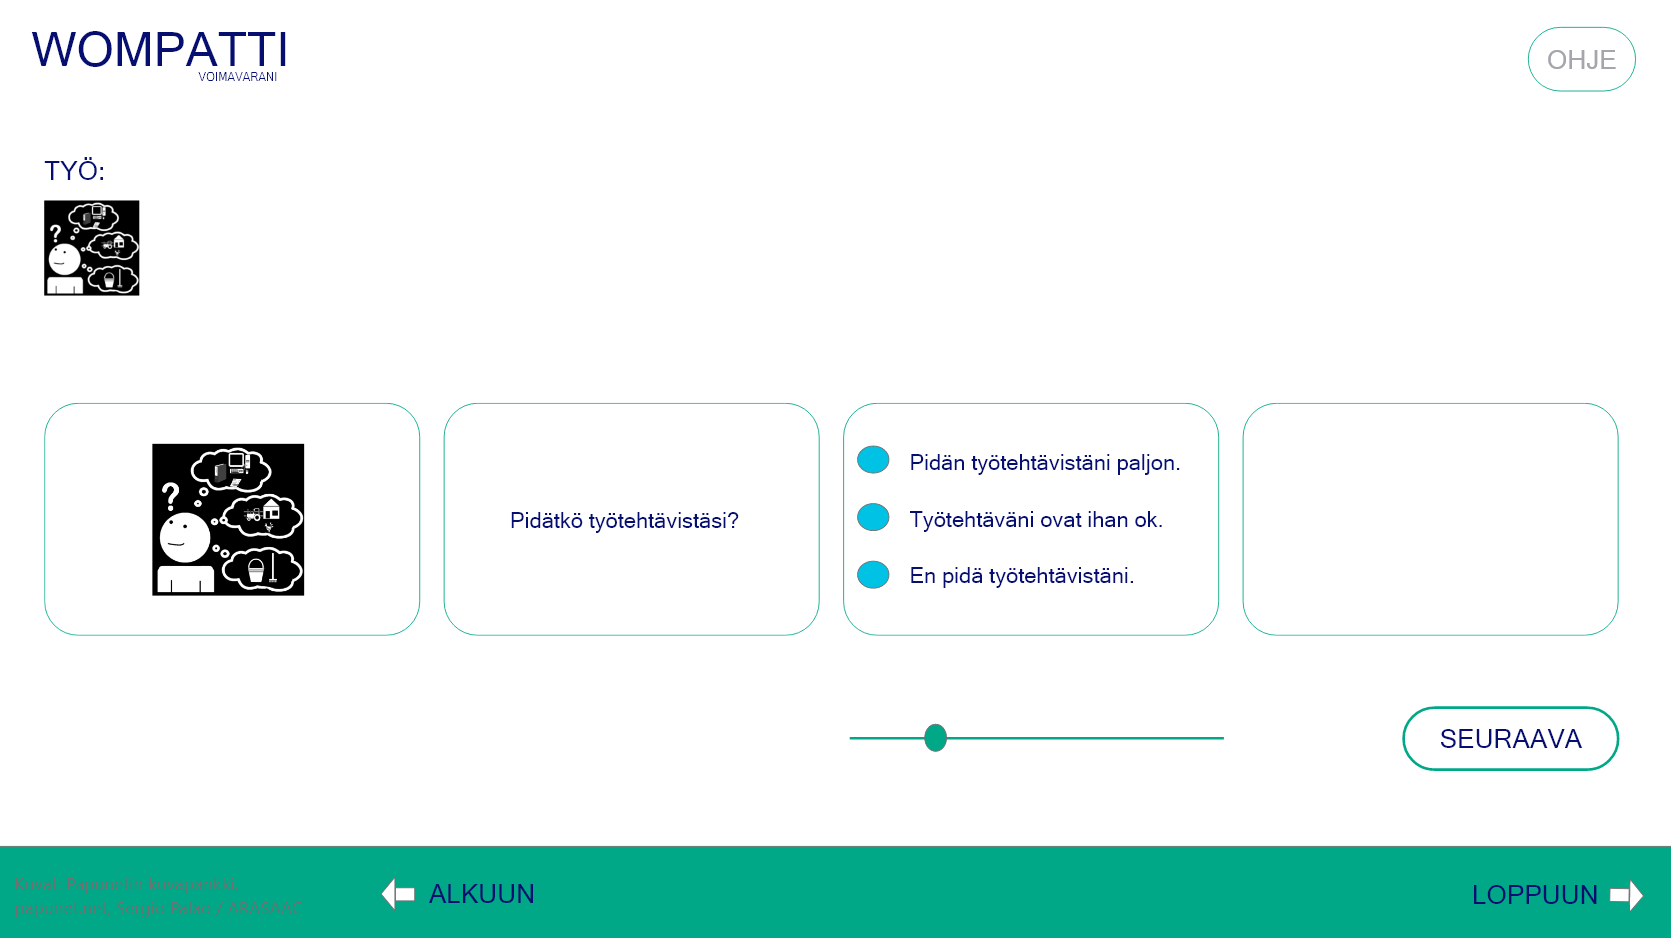 WOMPATTI
VOIMAVARANI
OHJE
TYÖ:
?
?
Pidätkö työtehtävistäsi?
Pidän työtehtävistäni paljon.
Työtehtäväni ovat ihan ok.
En pidä työtehtävistäni.
SEURAAVA
Kuvat: Papunetin kuvapankki,
papunet.net, Sergio Palao / ARASAAC
ALKUUN
LOPPUUN